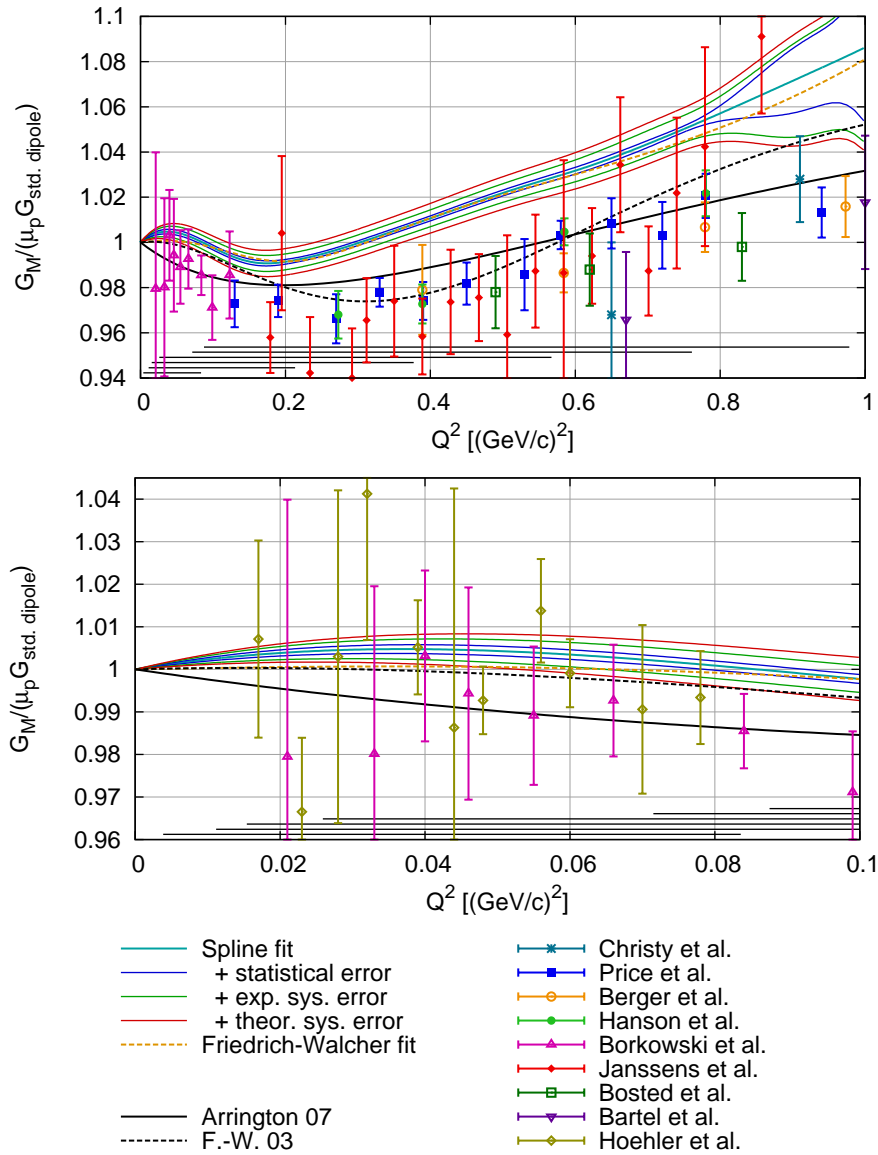 1.1
1.08
1.06
1.04
1.02
1
0.98
0.96
0.94
G_M/(μ_p G_std. dipole)
0 0.2 0.4 0.6 0.8 1
Q^2 [(GeV/c)^2]
1.04
1.03
1.02
1.01
1
0.99
0.98
0.97
0.96
G_M/(μ_p G_std. dipole)
0.02 0.04 0.06 0.08 0.1
Q^2 [(GeV/c)^2]
Spline fit
+ statistical error
+ exp. sys. error
+ theor. sys. error
Friedrich-Walcher fit
Arrington 07
F.-W. 03
Christy et al.
Price et al.
Berger et al.
Hanson et al.
Borkowski et al.
Janssens et al.
Bosted et al.
Bartel et al.
Hoehler et al.